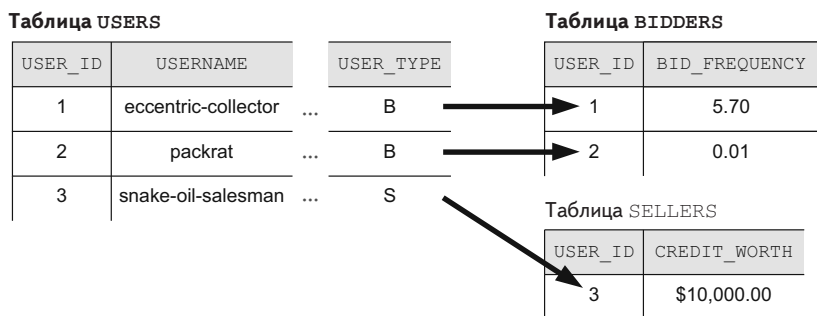 Таблица USERS
USER_ID USERNAME USER_TYPE
1 eccentric-collector ... B
2 packrat ... B
3 snake-oil-salesman ... S
Таблица BIDDERS
USER_ID BID_FREQUENCY
1 5.70
2 0.01
Таблица SELLERS
USER_ID CREDIT_WORTH
3 $10,000.00